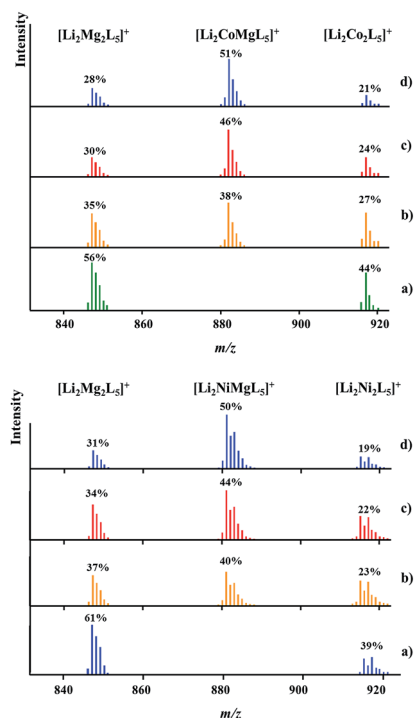 [Li₂Mg₂L₅]⁺ [Li₂CoMgL₅]⁺ [Li₂Co₂L₅]⁺
Intensity
28% 51% 21% d)
30% 46% 24% c)
35% 38% 27% b)
56% 44% a)
840 860 880 900 920
m/z
[Li₂Mg₂L₅]⁺ [Li₂NiMgL₅]⁺ [Li₂Ni₂L₅]⁺
Intensity
31% 50% 19% d)
34% 44% 22% c)
37% 40% 23% b)
61% 39% a)
840 860 880 900 920
m/z